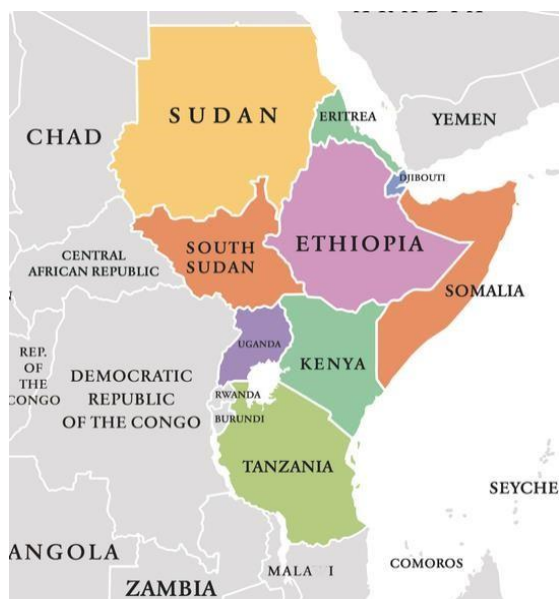 SUDAN
ERITREA
YEMEN
CHAD
DJIBOUTI
SOUTH
SUDAN
ETHIOPIA
CENTRAL
AFRICAN REPUBLIC
SOMALIA
UGANDA
REP.
OF
THE
CONGO
KENYA
DEMOCRATIC
REPUBLIC
OF THE CONGO
RWANDA
BURUNDI
TANZANIA
SEYCHE
ANGOLA
COMOROS
ZAMBIA